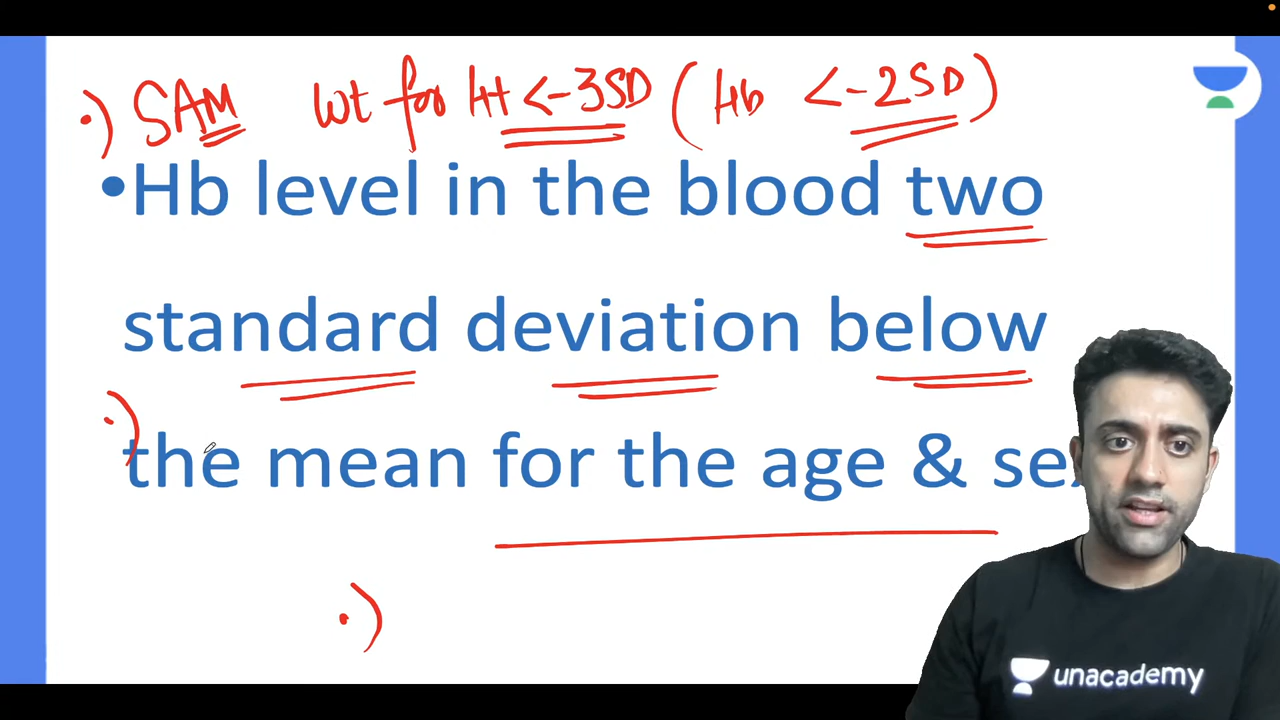 •) SAM Wt for Ht <-3SD (Hb <-2SD)
•Hb level in the blood two
standard deviation below
•)
the mean for the age & sex
•)
unacademy